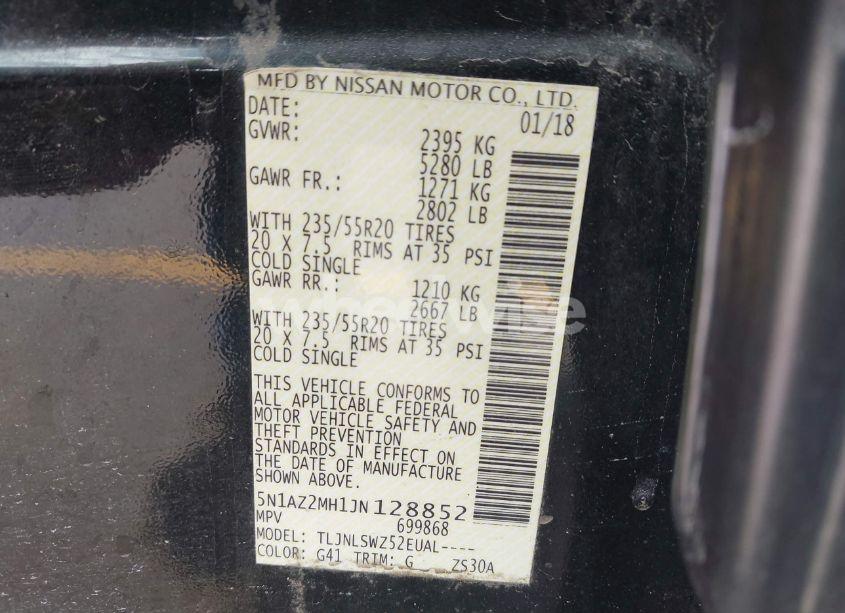 MFD BY NISSAN MOTOR CO., LTD.
DATE: 01/18
GVWR: 2395 KG
5280 LB
GAWR FR.: 1271 KG
2802 LB
WITH 235/55R20 TIRES
20 X 7.5 RIMS AT 35 PSI
COLD SINGLE
GAWR RR.: 1210 KG
2667 LB
WITH 235/55R20 TIRES
20 X 7.5 RIMS AT 35 PSI
COLD SINGLE
THIS VEHICLE CONFORMS TO
ALL APPLICABLE FEDERAL
MOTOR VEHICLE SAFETY AND
THEFT PREVENTION
STANDARDS IN EFFECT ON
THE DATE OF MANUFACTURE
SHOWN ABOVE.
5N1AZ2MH1JN128852
MPV 699868
MODEL: TLJNLSWZ52EUAL----
COLOR: G41 TRIM: G ZS30A